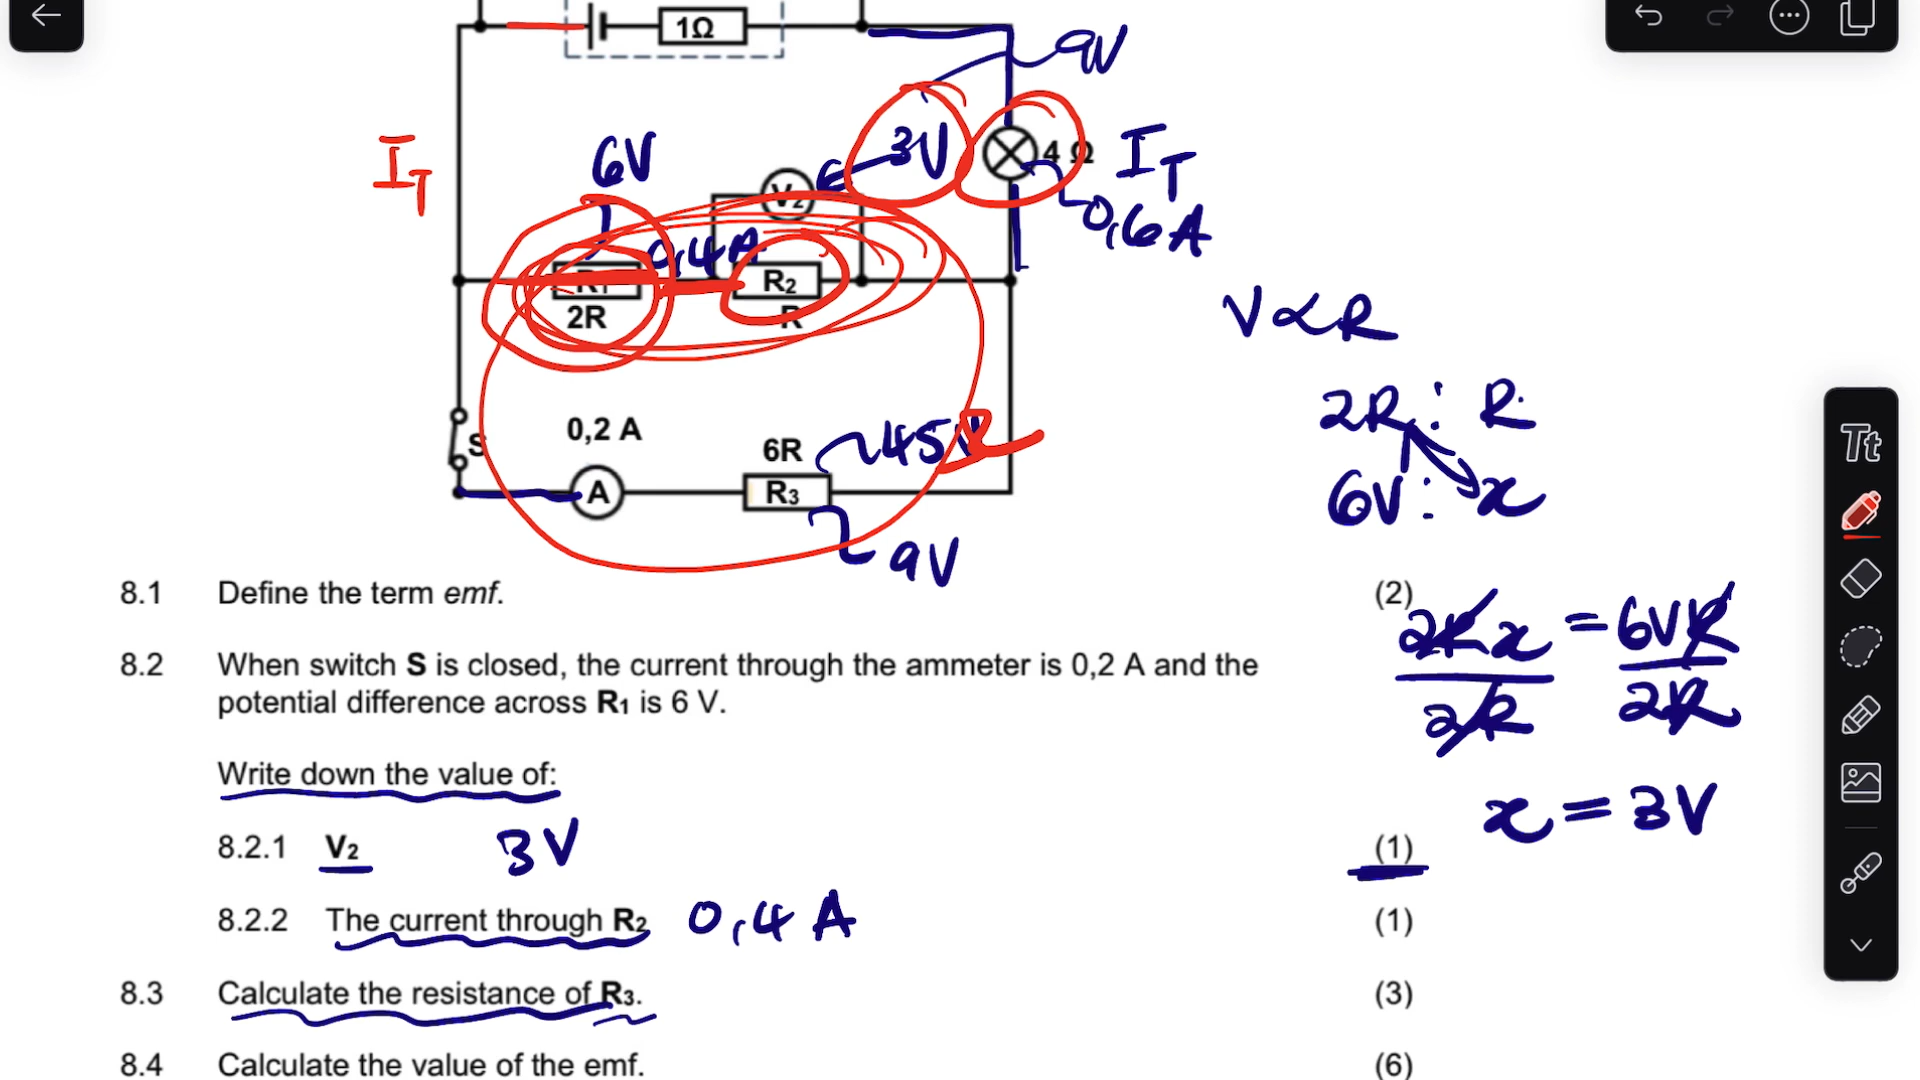 1Ω
9V
6V
3V
4 Ω
I_T
I_T
V₂
0,6A
0,4A
R₁
R₂
2R
R
V∝R
2R : R
0,2 A
6R
45Ω
S
6V : x
A
R₃
9V
8.1 Define the term emf. (2)
2Rx = 6VR
2R 2R
8.2 When switch S is closed, the current through the ammeter is 0,2 A and the
potential difference across R₁ is 6 V.
Write down the value of:
x = 3V
8.2.1 V₂ 3V (1)
8.2.2 The current through R₂ 0,4 A (1)
8.3 Calculate the resistance of R₃. (3)
8.4 Calculate the value of the emf. (6)
Tt